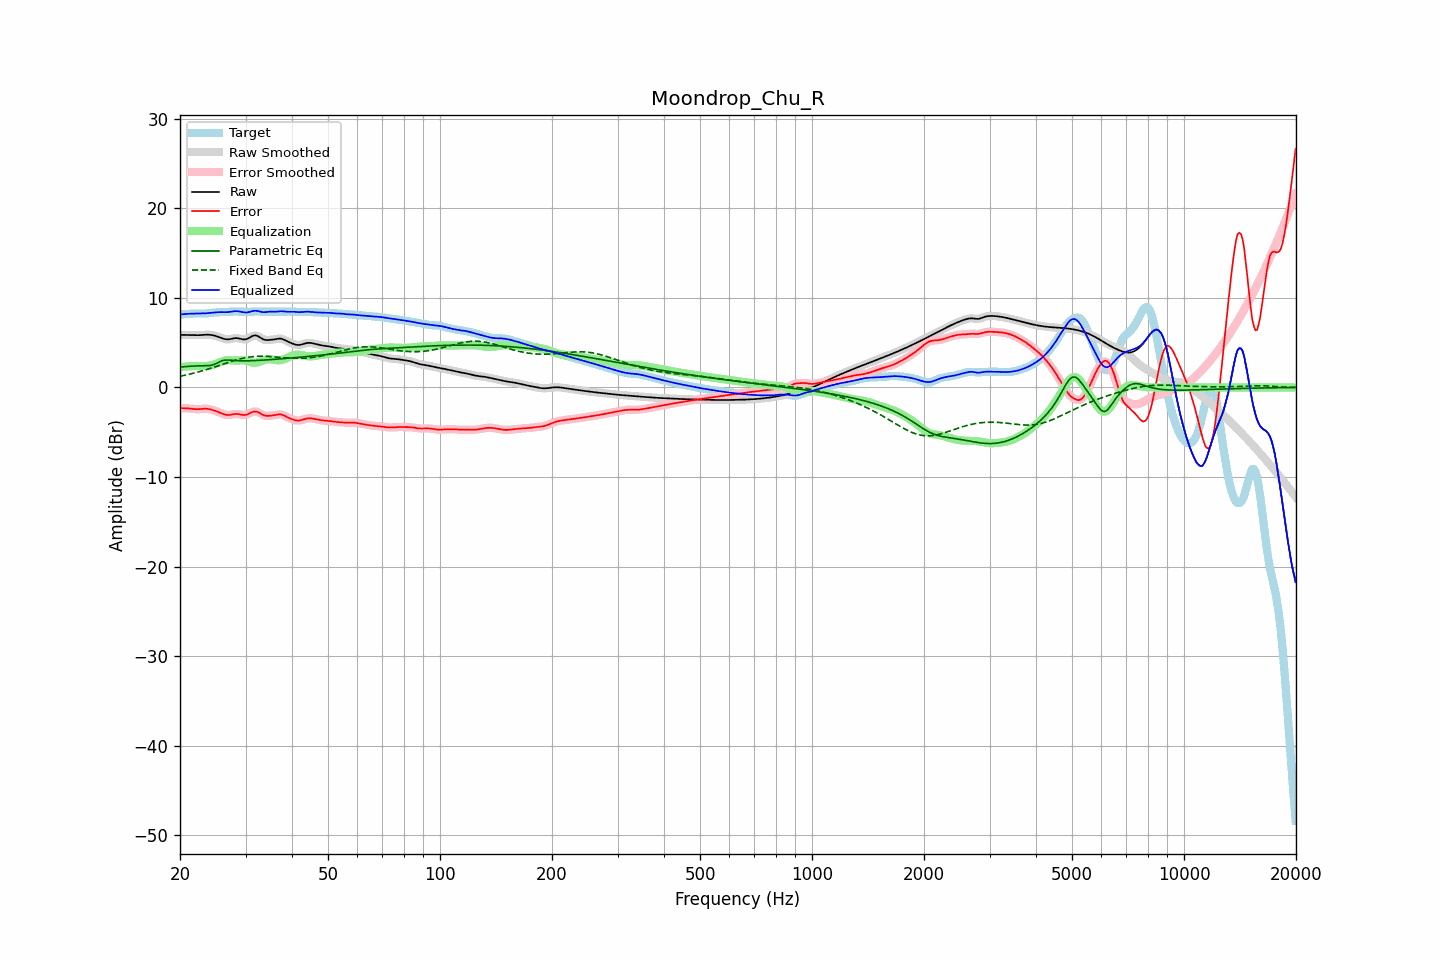 Moondrop_Chu_R
30
20
10
0
−10
−20
−30
−40
−50
Amplitude (dBr)
Target
Raw Smoothed
Error Smoothed
Raw
Error
Equalization
Parametric Eq
Fixed Band Eq
Equalized
20 50 100 200 500 1000 2000 5000 10000 20000
Frequency (Hz)